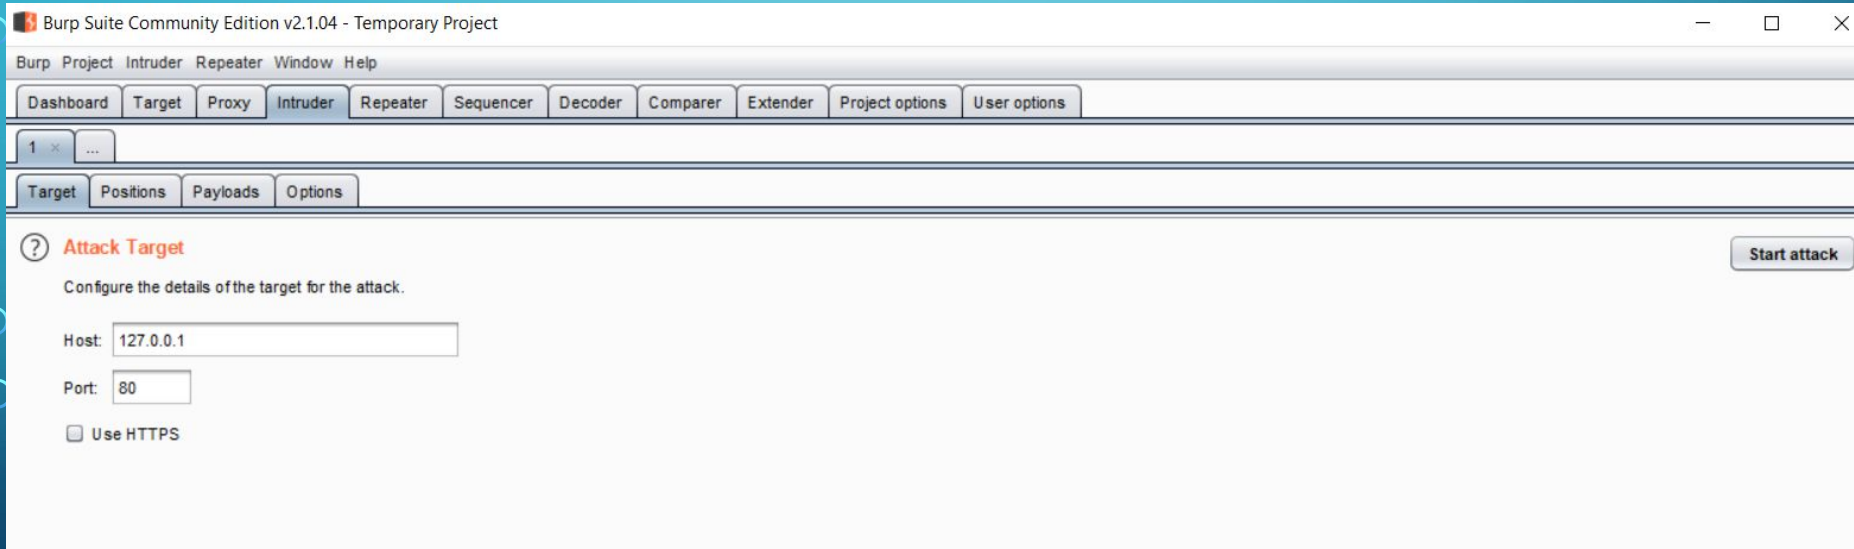 Burp Suite Community Edition v2.1.04 - Temporary Project
Burp Project Intruder Repeater Window Help
Dashboard Target Proxy Intruder Repeater Sequencer Decoder Comparer Extender Project options User options
1 × ...
Target Positions Payloads Options
? Attack Target
Start attack
Configure the details of the target for the attack.
Host: 127.0.0.1
Port: 80
Use HTTPS